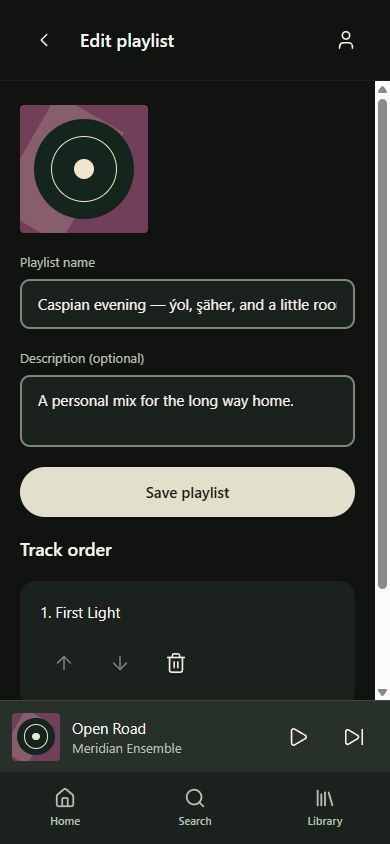 Edit playlist
Playlist name
Caspian evening — ýol, şäher, and a little
Description (optional)
A personal mix for the long way home.
Save playlist
Track order
1. First Light
Open Road
Meridian Ensemble
Home
Search
Library